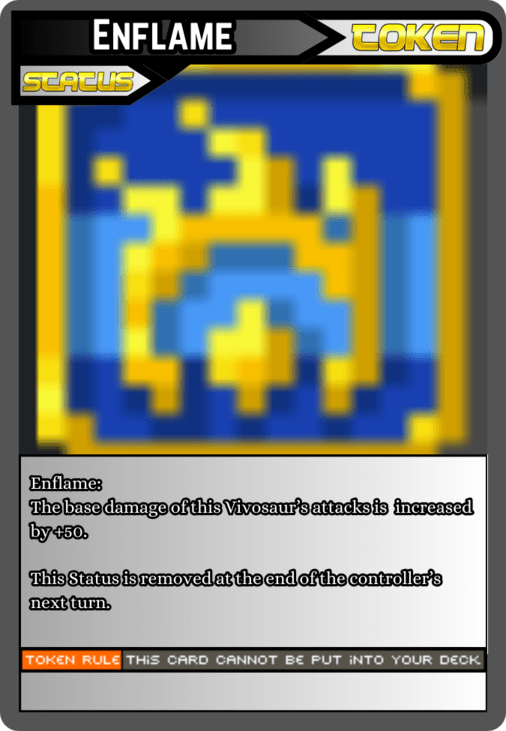 Enflame
TOKEN
STATUS
Enflame:
The base damage of this Vivosaur's attacks is increased
by +50.
This Status is removed at the end of the controller's
next turn.
TOKEN RULE THIS CARD CANNOT BE PUT INTO YOUR DECK